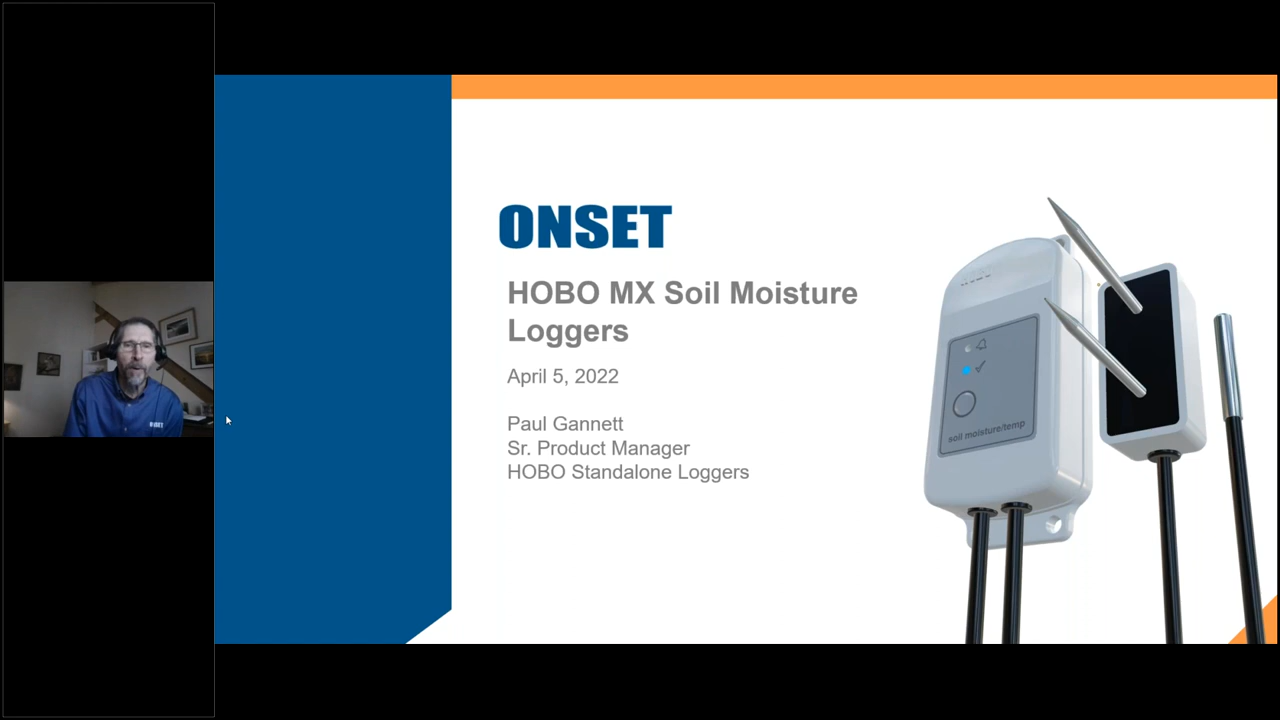 ONSET
HOBO MX Soil Moisture
Loggers
April 5, 2022
Paul Gannett
Sr. Product Manager
HOBO Standalone Loggers
soil moisture/temp
ONSET